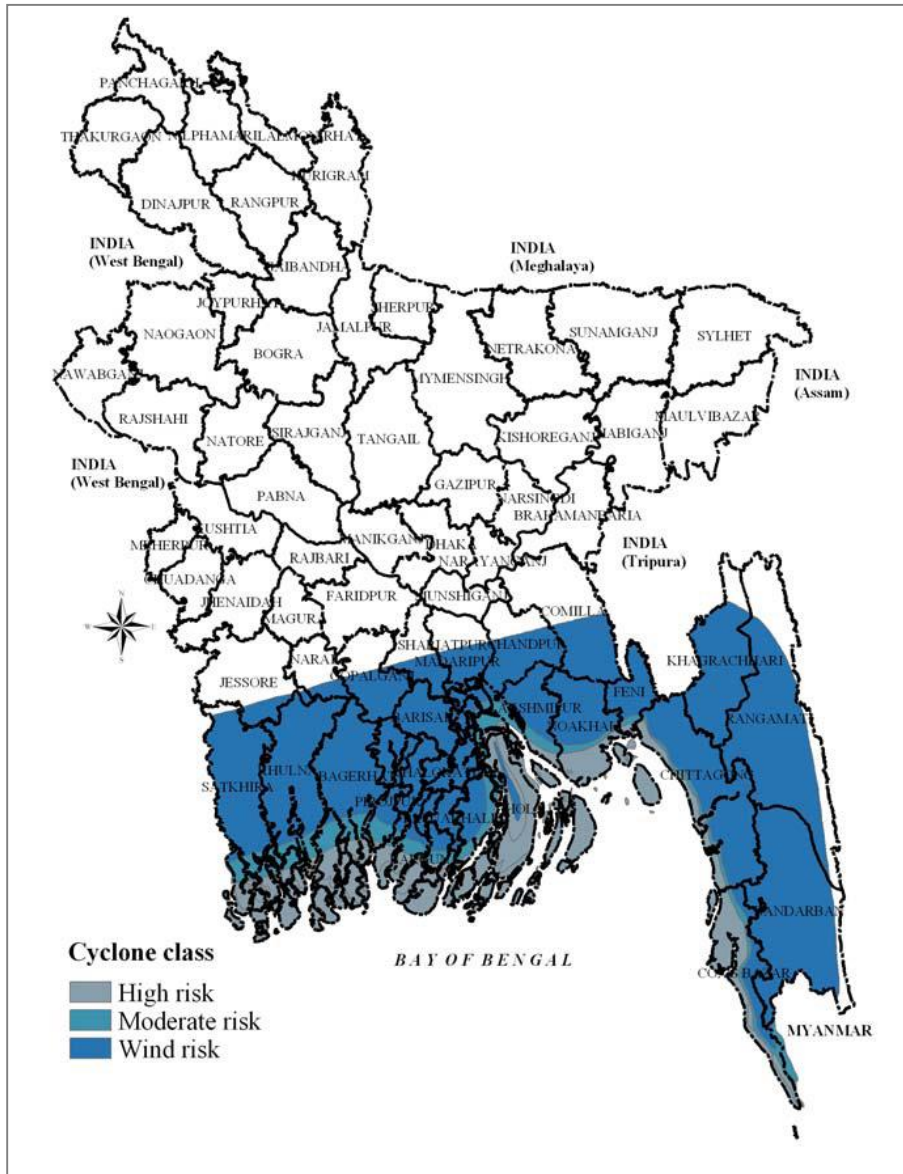 PANCHAGARH
THAKURGAON
NILPHAMARI
LALMONIRHAT
KURIGRAM
DINAJPUR
RANGPUR
INDIA
(West Bengal)
INDIA
(Meghalaya)
GAIBANDHA
JOYPURHAT
SHERPUR
JAMALPUR
NAOGAON
BOGRA
NETRAKONA
SUNAMGANJ
SYLHET
NAWABGANJ
MYMENSINGH
INDIA
(Assam)
RAJSHAHI
NATORE
SIRAJGANJ
TANGAIL
KISHOREGANJ
HABIGANJ
MAULVIBAZAR
INDIA
(West Bengal)
PABNA
GAZIPUR
NARSINGDI
BRAHAMANBARIA
KUSHTIA
MEHERPUR
RAJBARI
MANIKGANJ
DHAKA
NARAYANGANJ
INDIA
(Tripura)
CHUADANGA
JHENAIDAH
MAGURA
FARIDPUR
MUNSHIGANJ
COMILLA
N
W
E
S
NARAIL
SHARIATPUR
CHANDPUR
MADARIPUR
GOPALGANJ
JESSORE
KHAGRACHHARI
FENI
LAKSHMIPUR
NOAKHALI
BARISAL
RANGAMATI
SATKHIRA
KHULNA
BAGERHAT
JHALOKATI
PIROJPUR
PATUAKHALI
BHOLA
CHITTAGONG
BARGUNA
BANDARBAN
Cyclone class
BAY OF BENGAL
COX'S BAZAR
High risk
Moderate risk
Wind risk
MYANMAR